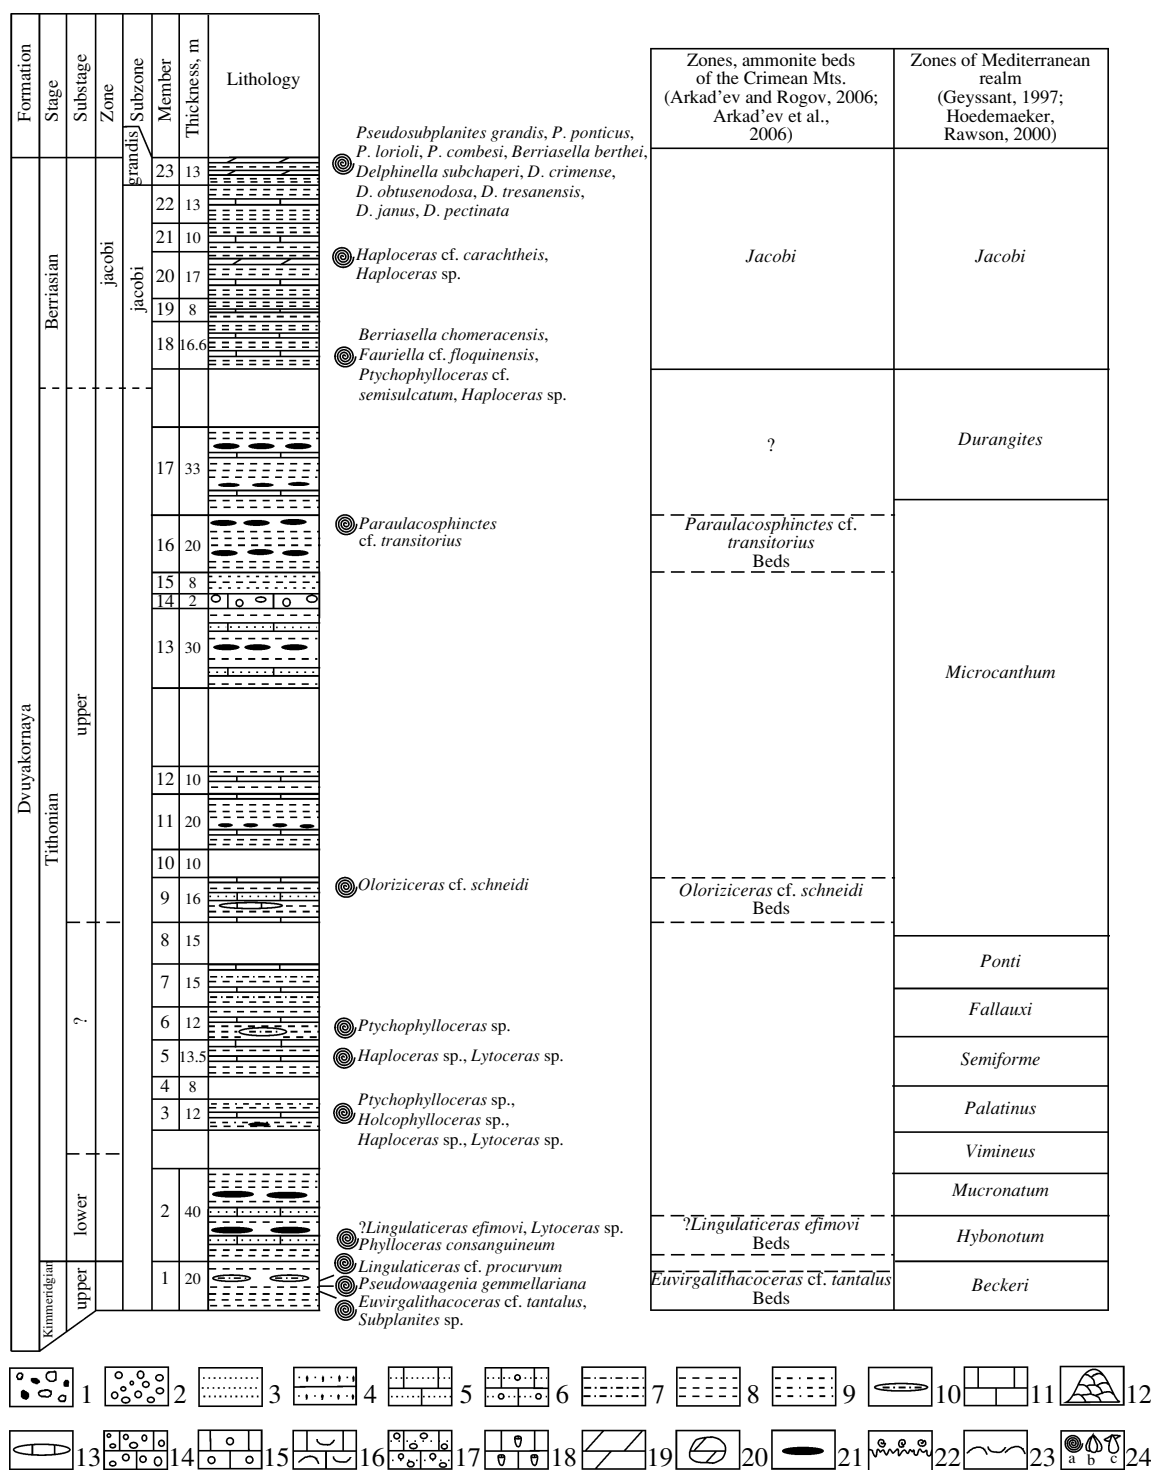 Formation
Stage
Substage
Zone
Subzone
Member
Thickness, m
Lithology
Zones, ammonite beds
of the Crimean Mts.
(Arkad'ev and Rogov, 2006;
Arkad'ev et al.,
2006)
Zones of Mediterranean
realm
(Geyssant, 1997;
Hoedemaeker,
Rawson, 2000)
Dvuyakornaya
Berriasian
Tithonian
Kimmeridgian
upper
?
lower
upper
jacobi
grandis
jacobi
23 13
22 13
21 10
20 17
19 8
18 16.6
17 33
16 20
15 8
14 2
13 30
12 10
11 20
10 10
9 16
8 15
7 15
6 12
5 13.5
4 8
3 12
2 40
1 20
Pseudosubplanites grandis, P. ponticus,
P. lorioli, P. combesi, Berriasella berthei,
Delphinella subchaperi, D. crimense,
D. obtusenodosa, D. tresanensis,
D. janus, D. pectinata
Haploceras cf. carachtheis,
Haploceras sp.
Berriasella chomeracensis,
Fauriella cf. floquinensis,
Ptychophylloceras cf.
semisulcatum, Haploceras sp.
Paraulacosphinctes
cf. transitorius
Oloriziceras cf. schneidi
Ptychophylloceras sp.
Haploceras sp., Lytoceras sp.
Ptychophylloceras sp.,
Holcophylloceras sp.,
Haploceras sp., Lytoceras sp.
?Lingulaticeras efimovi, Lytoceras sp.
Phylloceras consanguineum
Lingulaticeras cf. procurvum
Pseudowaagenia gemmellariana
Euvirgalithacoceras cf. tantalus,
Subplanites sp.
Jacobi
?
Paraulacosphinctes cf.
transitorius
Beds
Oloriziceras cf. schneidi
Beds
?Lingulaticeras efimovi
Beds
Euvirgalithacoceras cf. tantalus
Beds
Jacobi
Durangites
Microcanthum
Ponti
Fallauxi
Semiforme
Palatinus
Vimineus
Mucronatum
Hybonotum
Beckeri
1 2 3 4 5 6 7 8 9 10 11 12
13 14 15 16 17 18 19 20 21 22 23 a b c 24